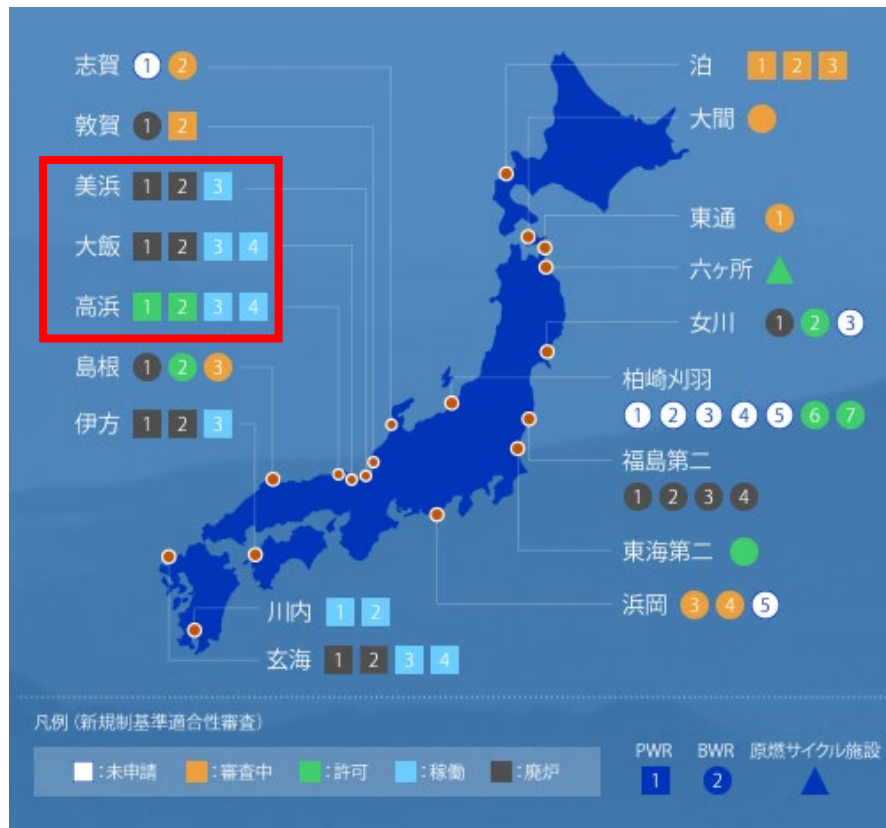 志賀 1 2
敦賀 1 2
美浜 1 2 3
大飯 1 2 3 4
高浜 1 2 3 4
島根 1 2 3
伊方 1 2 3
川内 1 2
玄海 1 2 3 4
泊 1 2 3
大間
東通 1
六ヶ所
女川 1 2 3
柏崎刈羽
1 2 3 4 5 6 7
福島第二
1 2 3 4
東海第二
浜岡 3 4 5
凡例（新規制基準適合性審査）
：未申請 ：審査中 ：許可 ：稼働 ：廃炉
PWR BWR 原燃サイクル施設
1 2